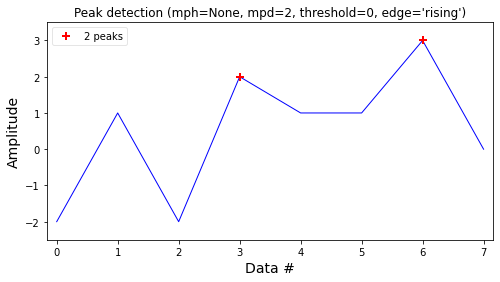 Peak detection (mph=None, mpd=2, threshold=0, edge='rising')
2 peaks
Amplitude
3
2
1
0
−1
−2
0 1 2 3 4 5 6 7
Data #